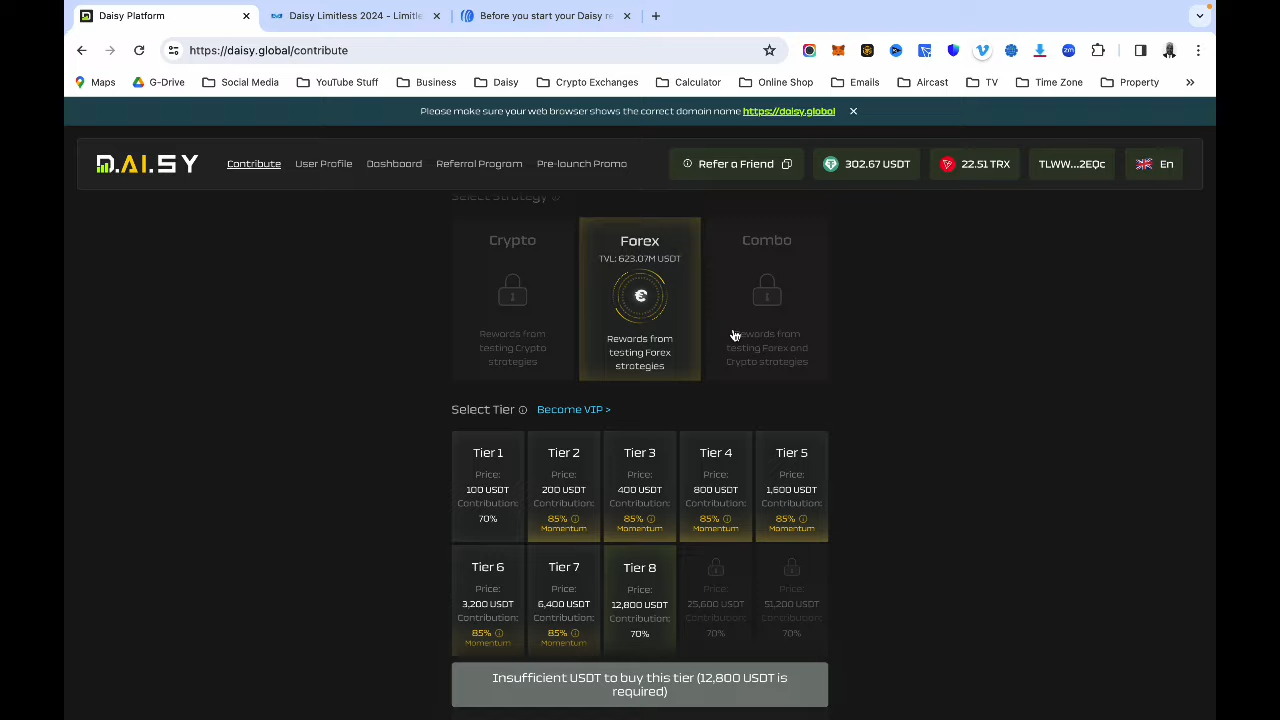 Daisy Platform
Daisy Limitless 2024 - Limitle
Before you start your Daisy re
https://daisy.global/contribute
Maps
G-Drive
Social Media
YouTube Stuff
Business
Daisy
Crypto Exchanges
Calculator
Online Shop
Emails
Aircast
TV
Time Zone
Property
Please make sure your web browser shows the correct domain name https://daisy.global
D.AI.SY
Contribute
User Profile
Dashboard
Referral Program
Pre-launch Promo
Refer a Friend
302.67 USDT
22.51 TRX
TLWW...2EQc
En
Select Strategy
Crypto
Rewards from
testing Crypto
strategies
Forex
TVL: 623.07M USDT
Rewards from
testing Forex
strategies
Combo
Rewards from
testing Forex and
Crypto strategies
Select Tier
Become VIP >
Tier 1
Price:
100 USDT
Contribution:
70%
Tier 2
Price:
200 USDT
Contribution:
85%
Momentum
Tier 3
Price:
400 USDT
Contribution:
85%
Momentum
Tier 4
Price:
800 USDT
Contribution:
85%
Momentum
Tier 5
Price:
1,600 USDT
Contribution:
85%
Momentum
Tier 6
Price:
3,200 USDT
Contribution:
85%
Momentum
Tier 7
Price:
6,400 USDT
Contribution:
85%
Momentum
Tier 8
Price:
12,800 USDT
Contribution:
70%
Price:
25,600 USDT
Contribution:
70%
Price:
51,200 USDT
Contribution:
70%
Insufficient USDT to buy this tier (12,800 USDT is
required)